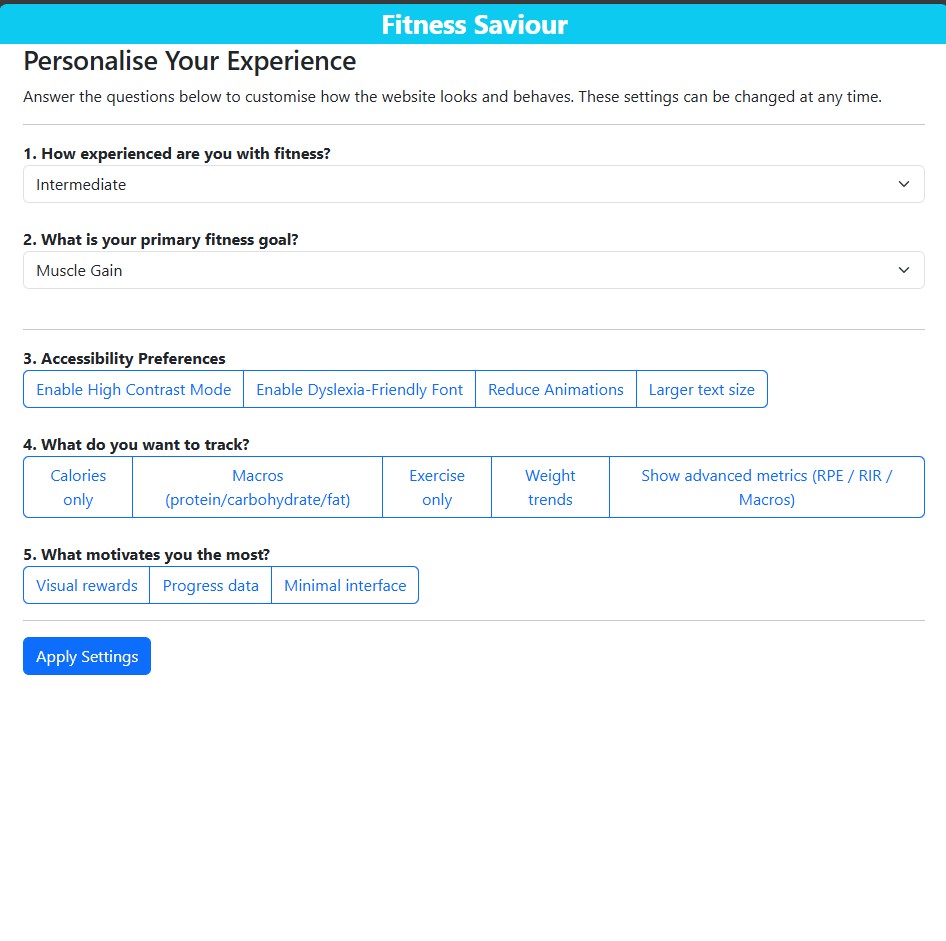 Fitness Saviour
Personalise Your Experience
Answer the questions below to customise how the website looks and behaves. These settings can be changed at any time.
1. How experienced are you with fitness?
Intermediate
2. What is your primary fitness goal?
Muscle Gain
3. Accessibility Preferences
Enable High Contrast Mode Enable Dyslexia-Friendly Font Reduce Animations Larger text size
4. What do you want to track?
Calories only Macros (protein/carbohydrate/fat) Exercise only Weight trends Show advanced metrics (RPE / RIR / Macros)
5. What motivates you the most?
Visual rewards Progress data Minimal interface
Apply Settings